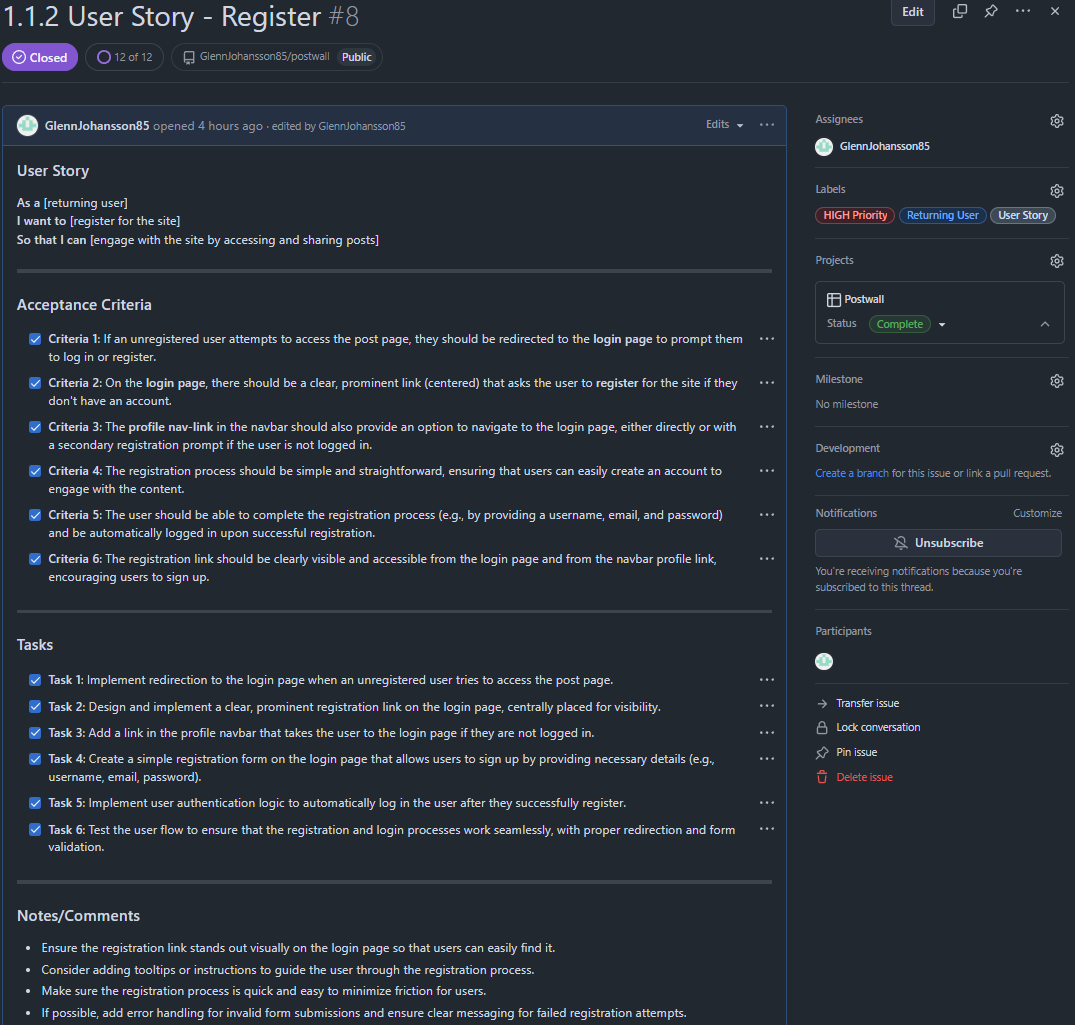 1.1.2 User Story - Register #8
Edit
Closed
12 of 12
GlennJohansson85/postwall
Public
GlennJohansson85 opened 4 hours ago · edited by GlennJohansson85
Edits
User Story
As a [returning user]
I want to [register for the site]
So that I can [engage with the site by accessing and sharing posts]
Acceptance Criteria
Criteria 1: If an unregistered user attempts to access the post page, they should be redirected to the login page to prompt them
to log in or register.
Criteria 2: On the login page, there should be a clear, prominent link (centered) that asks the user to register for the site if they
don't have an account.
Criteria 3: The profile nav-link in the navbar should also provide an option to navigate to the login page, either directly or with
a secondary registration prompt if the user is not logged in.
Criteria 4: The registration process should be simple and straightforward, ensuring that users can easily create an account to
engage with the content.
Criteria 5: The user should be able to complete the registration process (e.g., by providing a username, email, and password)
and be automatically logged in upon successful registration.
Criteria 6: The registration link should be clearly visible and accessible from the login page and from the navbar profile link,
encouraging users to sign up.
Tasks
Task 1: Implement redirection to the login page when an unregistered user tries to access the post page.
Task 2: Design and implement a clear, prominent registration link on the login page, centrally placed for visibility.
Task 3: Add a link in the profile navbar that takes the user to the login page if they are not logged in.
Task 4: Create a simple registration form on the login page that allows users to sign up by providing necessary details (e.g.,
username, email, password).
Task 5: Implement user authentication logic to automatically log in the user after they successfully register.
Task 6: Test the user flow to ensure that the registration and login processes work seamlessly, with proper redirection and form
validation.
Notes/Comments
• Ensure the registration link stands out visually on the login page so that users can easily find it.
• Consider adding tooltips or instructions to guide the user through the registration process.
• Make sure the registration process is quick and easy to minimize friction for users.
• If possible, add error handling for invalid form submissions and ensure clear messaging for failed registration attempts.
Assignees
GlennJohansson85
Labels
HIGH Priority
Returning User
User Story
Projects
Postwall
Status
Complete
Milestone
No milestone
Development
Create a branch for this issue or link a pull request.
Notifications
Customize
Unsubscribe
You're receiving notifications because you're
subscribed to this thread.
Participants
Transfer issue
Lock conversation
Pin issue
Delete issue